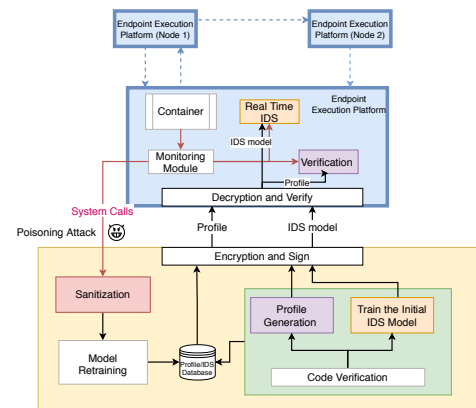 Endpoint Execution
Platform (Node 1)
Endpoint Execution
Platform (Node 2)
Container
Real Time
IDS
Endpoint
Execution Platform
IDS model
Monitoring
Module
Verification
Profile
Decryption and Verify
System Calls
Poisoning Attack
Profile
IDS model
Encryption and Sign
Sanitization
Profile
Generation
Train the Initial
IDS Model
Model
Retraining
Profile/IDS
Database
Code Verification